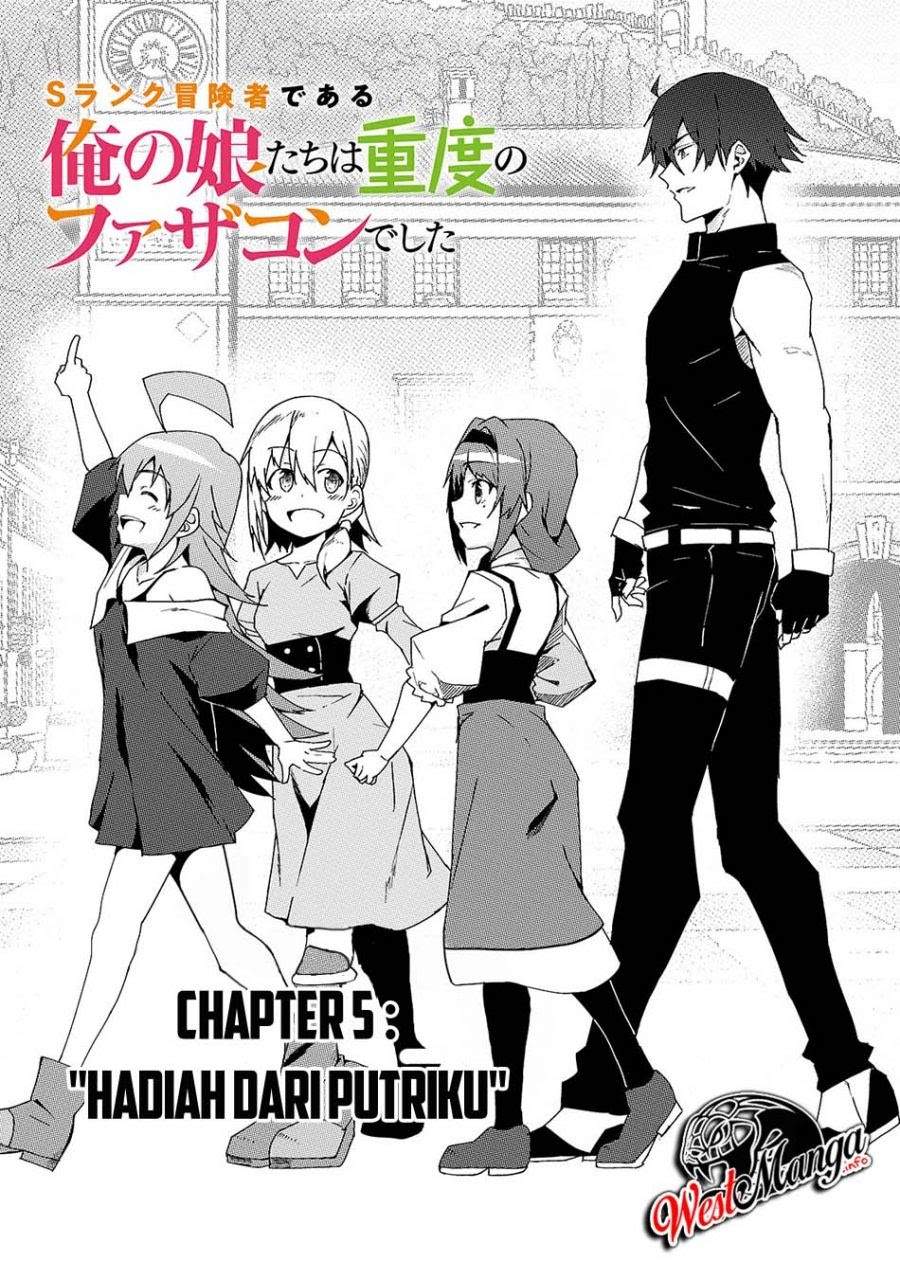 Sランク冒険者である
俺の娘たちは重度の
ファザコンでした
CHAPTER 5 :
"HADIAH DARI PUTRIKU"
WestManga
.info